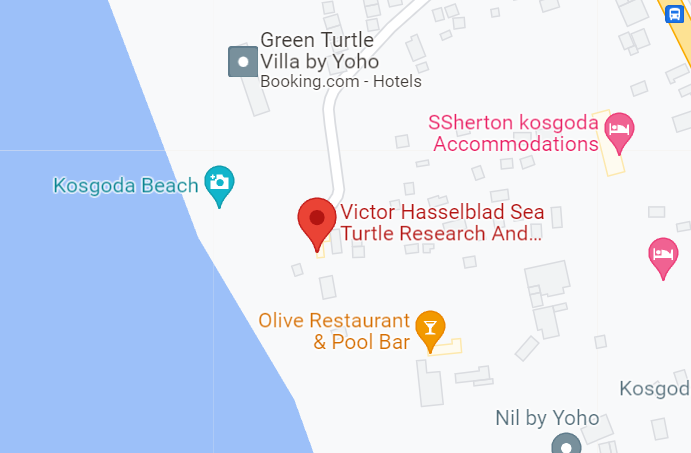 Green Turtle
Villa by Yoho
Booking.com - Hotels
SSherton kosgoda
Accommodations
Kosgoda Beach
Victor Hasselblad Sea
Turtle Research And...
Olive Restaurant
& Pool Bar
Kosgod
Nil by Yoho